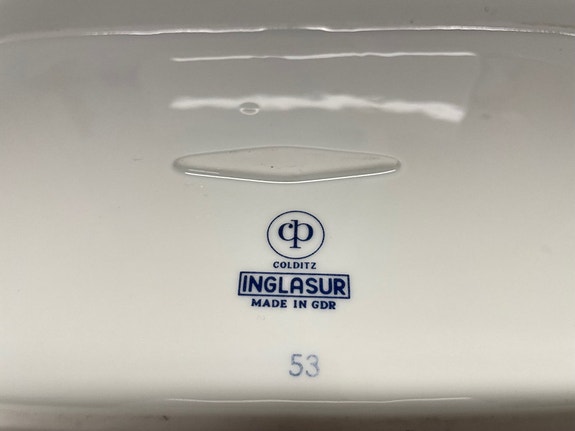 cp
COLDITZ
INGLASUR
MADE IN GDR
53